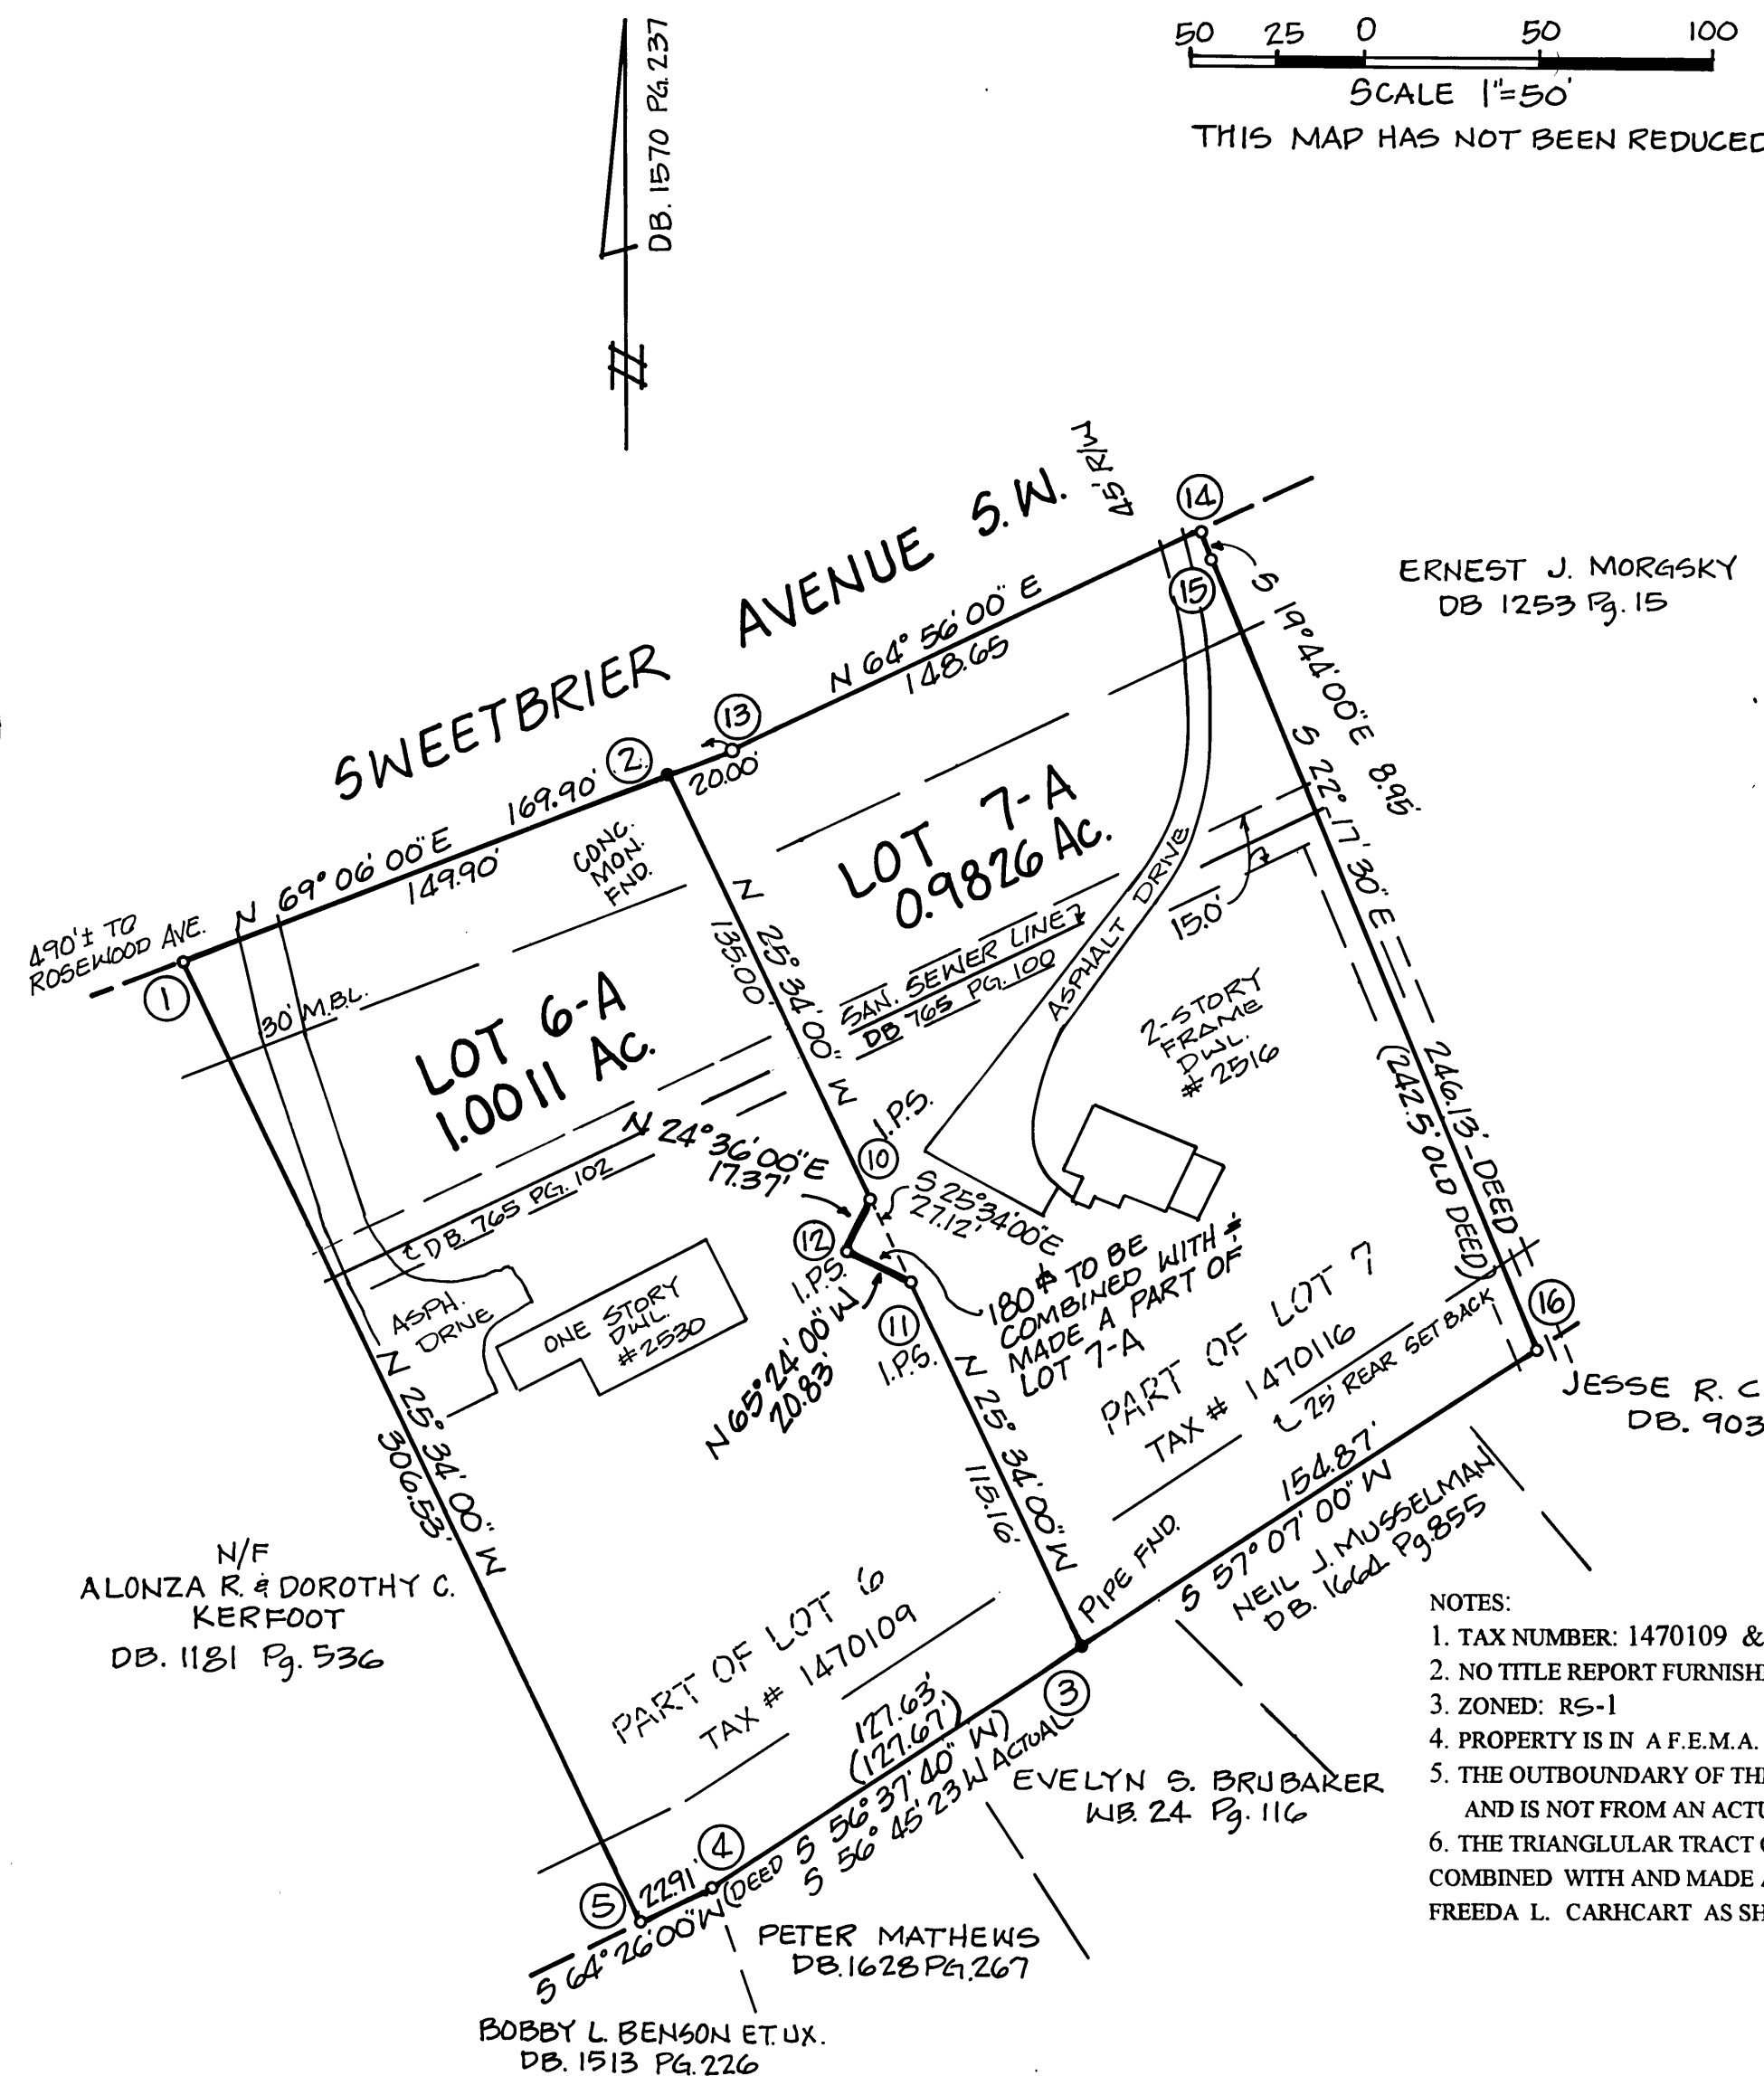 DB. 1570 PG. 237
50 25 0 50 100
SCALE 1"=50'
THIS MAP HAS NOT BEEN REDUCED
SWEETBRIER AVENUE S.W.
45' R/W
14
15
ERNEST J. MORGSKY
DB 1253 Pg. 15
N 64° 56' 00" E
148.65
S 19° 44' 00" E 8.95'
S 22° 17' 30" E
246.13'-DEED
(242.5' OLD DEED)
13
2
20.00'
169.90'
N 69° 06' 00" E
149.90'
CONC.
MON.
FND.
490'± TO
ROSEWOOD AVE.
1
30' M.B.L.
LOT 7-A
0.9826 AC.
LOT 6-A
1.0011 AC.
N 25° 34' 00" W
135.00'
SAN. SEWER LINE
DB 765 PG. 100
ASPHALT DRIVE
15.0'
2-STORY
FRAME
DWL.
# 2516
I.P.S.
10
N 24° 36' 00" E
17.37'
S 25° 34' 00" E
27.12'
DB. 765 PG. 102
12
I.P.S.
11
I.P.S.
N 65° 24' 00" W
20.83'
180 TO BE
COMBINED WITH &
MADE A PART OF
LOT 7-A
ASPH.
DRIVE
ONE STORY
DWL.
#2530
PART OF LOT 7
TAX # 1470116
25' REAR SETBACK
16
JESSE R. C
DB. 903
N 25° 34' 00" W
306.53'
N 25° 34' 00" W
115.16'
154.87'
S 57° 07' 00" W
NEIL J. MUSSELMAN
DB. 1664 Pg. 855
PIPE FND.
3
N/F
ALONZA R. & DOROTHY C.
KERFOOT
DB. 1181 Pg. 536
PART OF LOT 6
TAX # 1470109
127.63'
(127.67')
(DEED S 56° 37' 40" W)
S 56° 45' 23" W ACTUAL
EVELYN S. BRUBAKER
WB. 24 Pg. 116
4
22.91'
5
S 64° 26' 00" W
PETER MATHEWS
DB. 1628 PG. 267
BOBBY L. BENSON ET. UX.
DB. 1513 PG. 226
NOTES:
1. TAX NUMBER: 1470109 &
2. NO TITLE REPORT FURNISH
3. ZONED: RS-1
4. PROPERTY IS IN A F.E.M.A.
5. THE OUTBOUNDARY OF TH
AND IS NOT FROM AN ACTU
6. THE TRIANGLULAR TRACT
COMBINED WITH AND MADE
FREEDA L. CARHCART AS SH